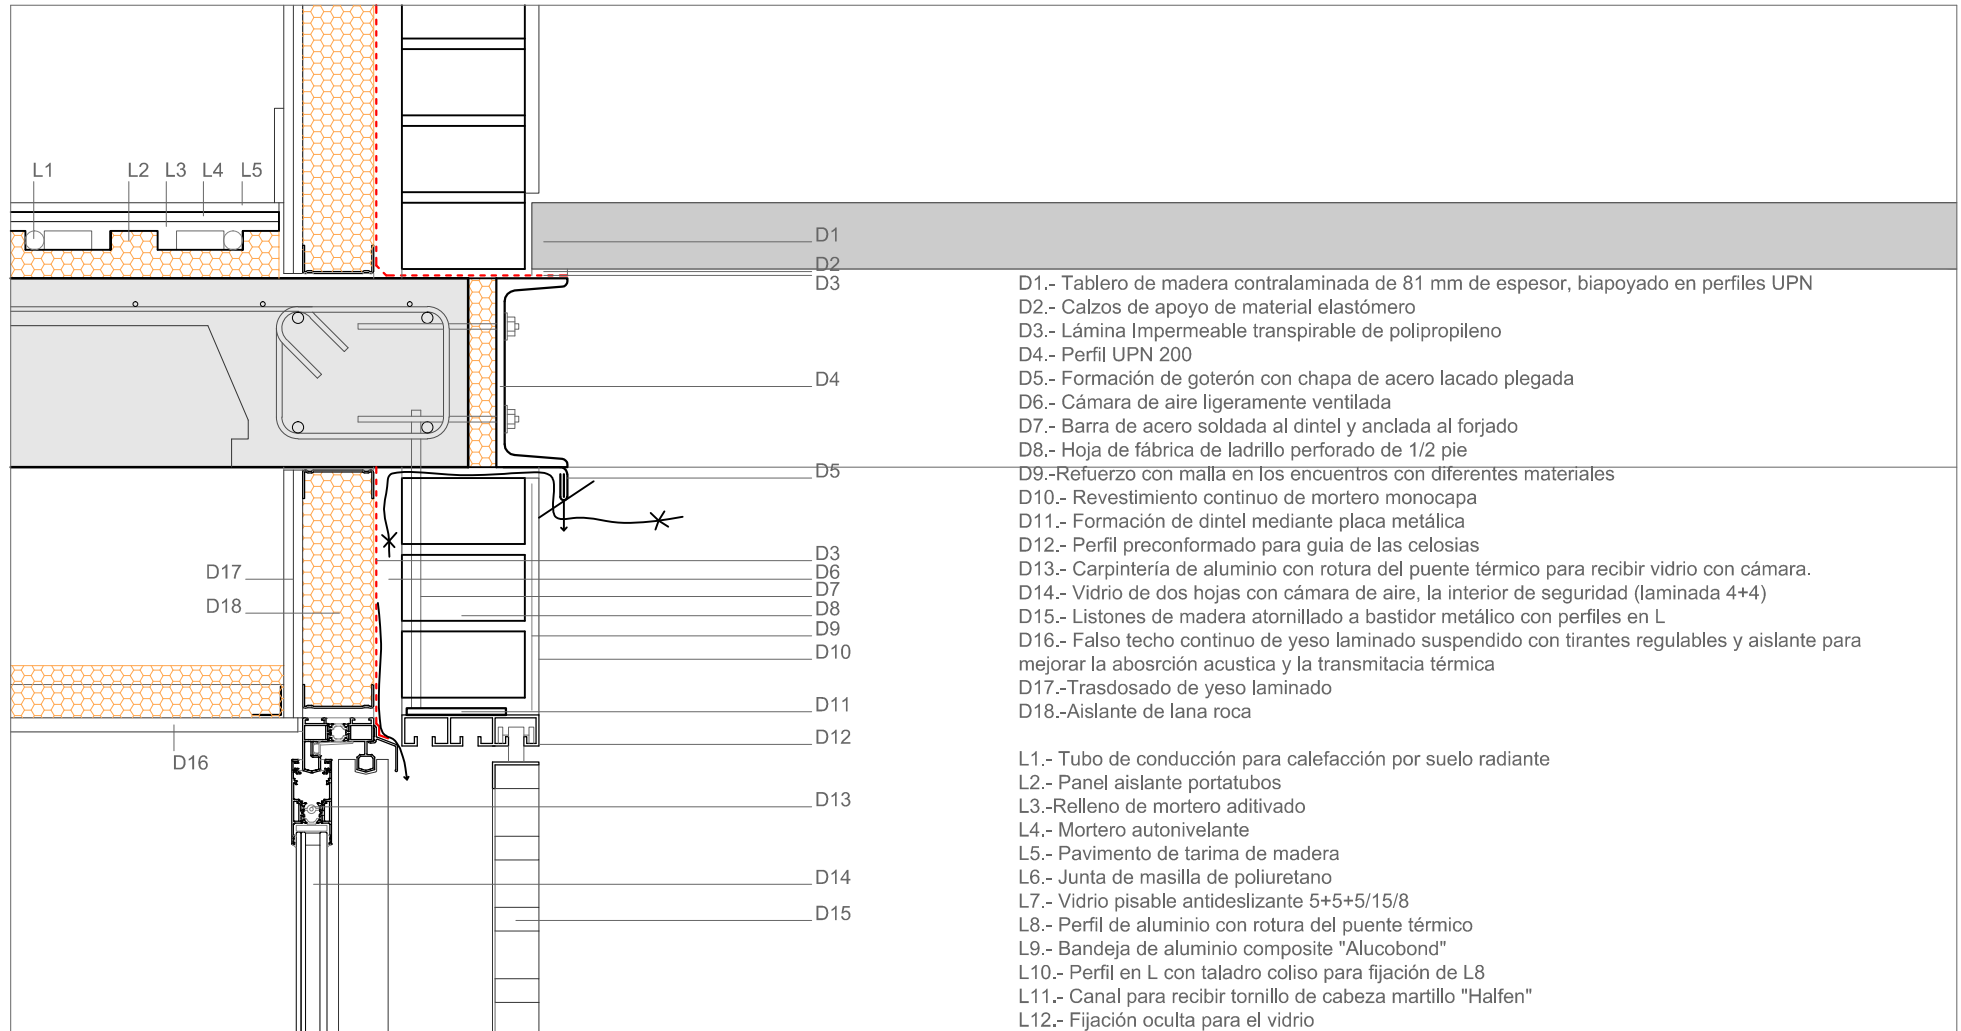 L1
L2
L3
L4
L5
D1
D2
D3
D4
D5
D3
D6
D7
D8
D9
D10
D11
D12
D13
D14
D15
D17
D18
D16
D1.- Tablero de madera contralaminada de 81 mm de espesor, biapoyado en perfiles UPN
D2.- Calzos de apoyo de material elastómero
D3.- Lámina Impermeable transpirable de polipropileno
D4.- Perfil UPN 200
D5.- Formación de goterón con chapa de acero lacado plegada
D6.- Cámara de aire ligeramente ventilada
D7.- Barra de acero soldada al dintel y anclada al forjado
D8.- Hoja de fábrica de ladrillo perforado de 1/2 pie
D9.-Refuerzo con malla en los encuentros con diferentes materiales
D10.- Revestimiento continuo de mortero monocapa
D11.- Formación de dintel mediante placa metálica
D12.- Perfil preconformado para guia de las celosias
D13.- Carpintería de aluminio con rotura del puente térmico para recibir vidrio con cámara.
D14.- Vidrio de dos hojas con cámara de aire, la interior de seguridad (laminada 4+4)
D15.- Listones de madera atornillado a bastidor metálico con perfiles en L
D16.- Falso techo continuo de yeso laminado suspendido con tirantes regulables y aislante para
mejorar la abosrción acustica y la transmitacia térmica
D17.-Trasdosado de yeso laminado
D18.-Aislante de lana roca
L1.- Tubo de conducción para calefacción por suelo radiante
L2.- Panel aislante portatubos
L3.-Relleno de mortero aditivado
L4.- Mortero autonivelante
L5.- Pavimento de tarima de madera
L6.- Junta de masilla de poliuretano
L7.- Vidrio pisable antideslizante 5+5+5/15/8
L8.- Perfil de aluminio con rotura del puente térmico
L9.- Bandeja de aluminio composite "Alucobond"
L10.- Perfil en L con taladro coliso para fijación de L8
L11.- Canal para recibir tornillo de cabeza martillo "Halfen"
L12.- Fijación oculta para el vidrio